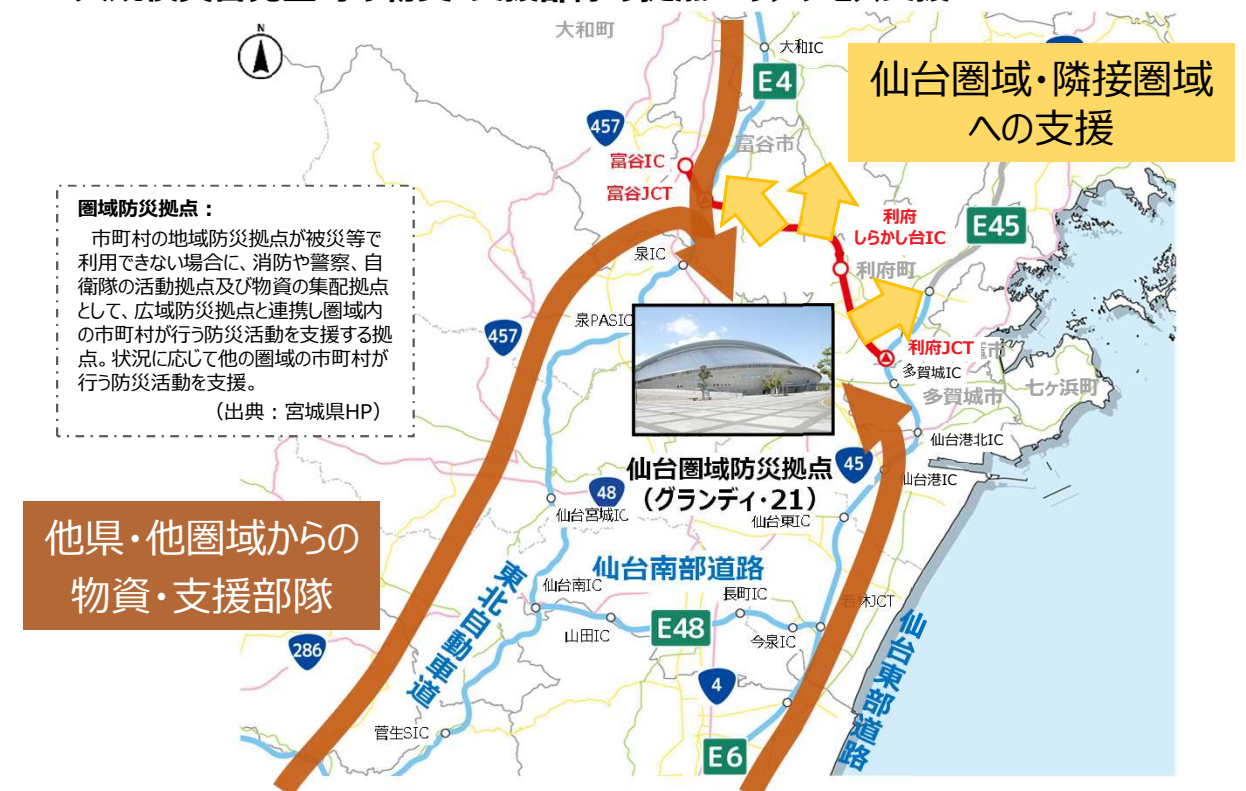 大和町
N
大和IC
E4
仙台圏域・隣接圏域
への支援
457
富谷市
富谷IC
富谷JCT
圏域防災拠点：
市町村の地域防災拠点が被災等で
利用できない場合に、消防や警察、自
衛隊の活動拠点及び物資の集配拠点
として、広域防災拠点と連携し圏域内
の市町村が行う防災活動を支援する拠
点。状況に応じて他の圏域の市町村が
行う防災活動を支援。
（出典：宮城県HP）
利府
しらかし台IC
E45
泉IC
利府町
泉PASIC
457
利府JCT
多賀城IC
多賀城市
七ヶ浜町
仙台港北IC
仙台圏域防災拠点
（グランディ・21）
45
仙台港IC
48
仙台宮城IC
仙台東IC
他県・他圏域からの
物資・支援部隊
東北自動車道
仙台南部道路
仙台南IC
長町IC
若林JCT
山田IC
E48
今泉IC
仙台東部道路
286
4
菅生SIC
E6